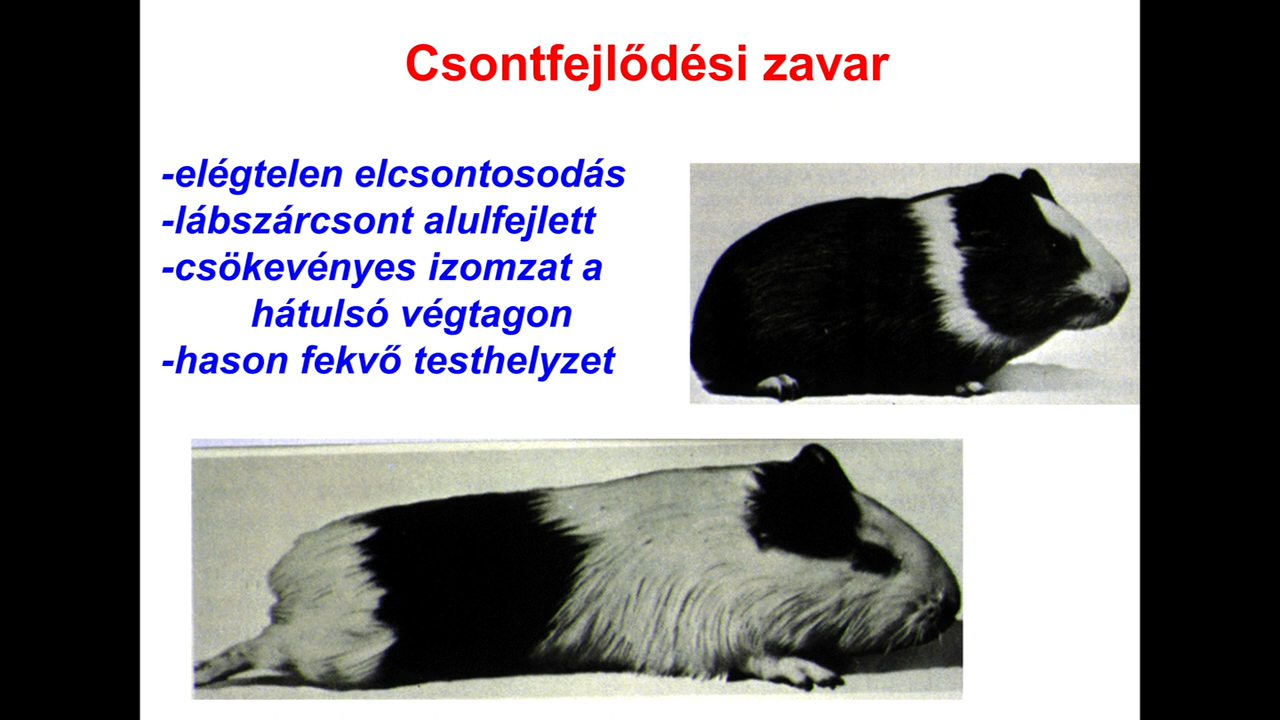 Csontfejlődési zavar
-elégtelen elcsontosodás
-lábszárcsont alulfejlett
-csökevényes izomzat a
hátulsó végtagon
-hason fekvő testhelyzet